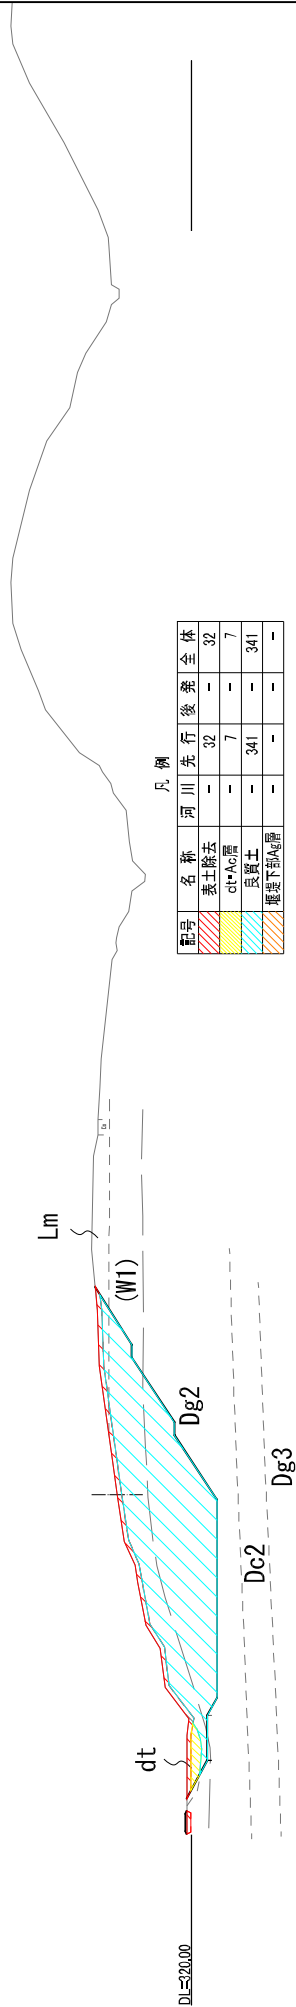 Lm
(W1)
Dg2
Dc2
Dg3
dt
DL=320.00
凡 例
記号 名 称 河 川 先 行 後 発 全 体
表土除去 - 32 - 32
dt・Ac層 - 7 - 7
良質土 - 341 - 341
堰堤下部Ag層 - - - -